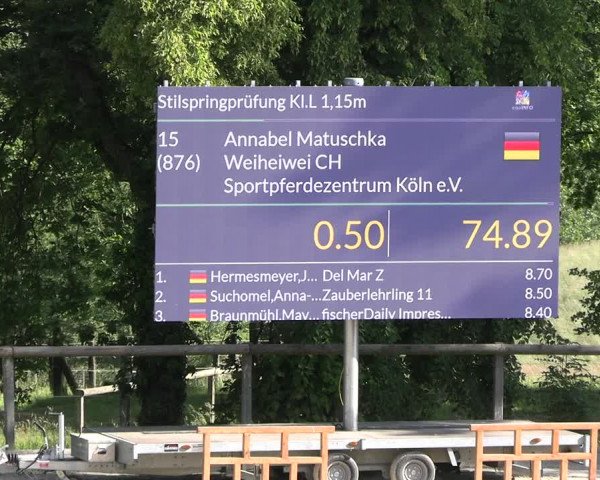 Stilspringprüfung Kl.L 1,15m
equiINFO
15 Annabel Matuschka
(876) Weiheiwei CH
Sportpferdezentrum Köln e.V.
0.50 74.89
1. Hermesmeyer,J... Del Mar Z 8.70
2. Suchomel,Anna-... Zauberlehrling 11 8.50
3. Braunmühl,May... fischerDaily Impres... 8.40